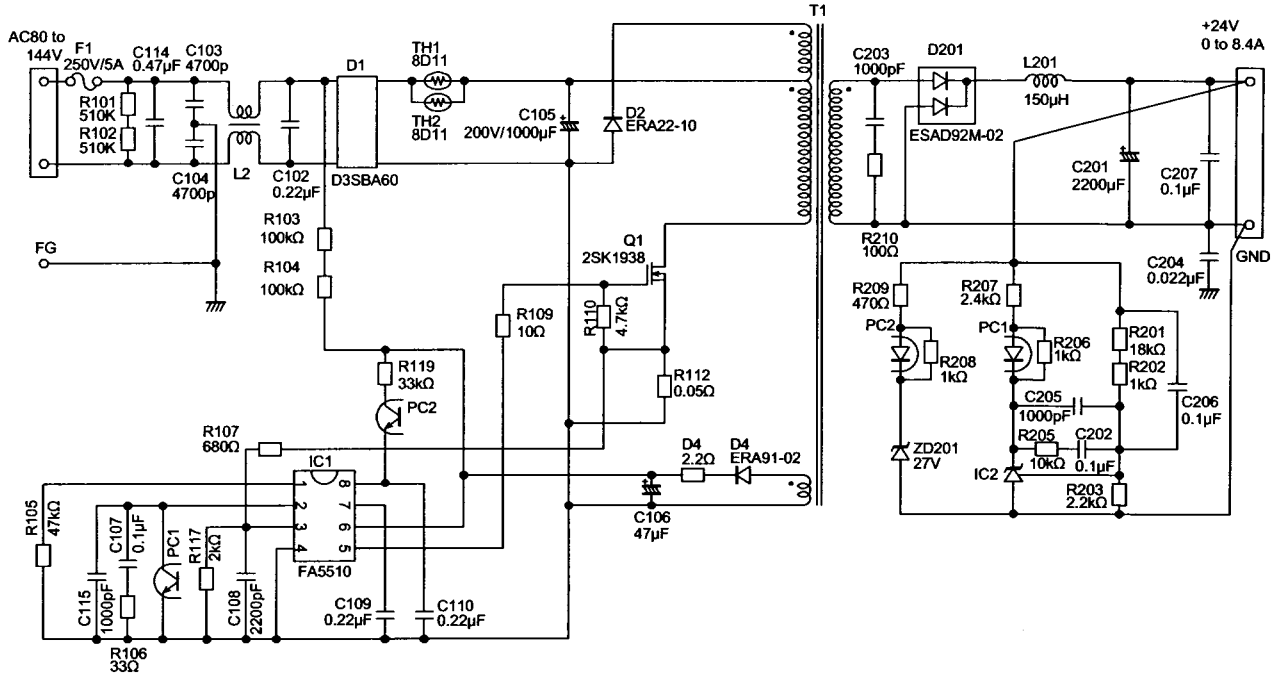 T1
AC80 to
144V
F1
250V/5A
C114
0.47μF
C103
4700p
R101
510K
R102
510K
C104
4700p
L2
C102
0.22μF
D1
D3SBA60
TH1
8D11
TH2
8D11
C105
200V/1000μF
D2
ERA22-10
C203
1000pF
D201
ESAD92M-02
L201
150μH
+24V
0 to 8.4A
C201
2200μF
C207
0.1μF
R210
100Ω
C204
0.022μF
GND
FG
R103
100kΩ
R104
100kΩ
Q1
2SK1938
R109
10Ω
R110
4.7kΩ
R112
0.05Ω
R119
33kΩ
PC2
R107
680Ω
IC1
1
2
3
4
8
7
6
5
FA5510
D4
2.2Ω
D4
ERA91-02
C106
47μF
R105
47kΩ
C107
0.1μF
PC1
R117
2kΩ
C115
1000pF
R106
33Ω
C108
2200pF
C109
0.22μF
C110
0.22μF
R209
470Ω
PC2
R208
1kΩ
ZD201
27V
R207
2.4kΩ
PC1
R206
1kΩ
C205
1000pF
R205
10kΩ
C202
0.1μF
IC2
R201
18kΩ
R202
1kΩ
C206
0.1μF
R203
2.2kΩ